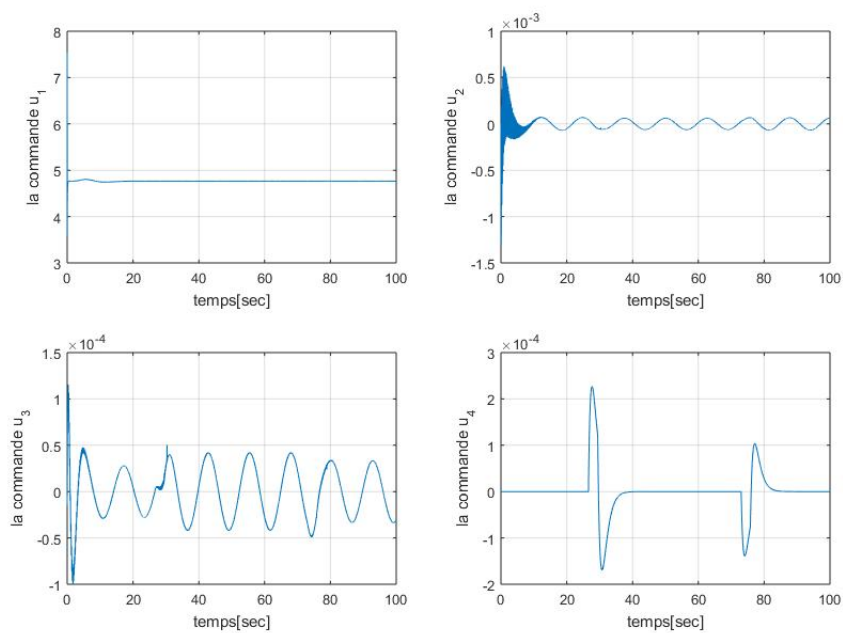 8
7
6
5
4
3
la commande u₁
0 20 40 60 80 100
temps[sec]
×10⁻³
1
0.5
0
-0.5
-1
-1.5
la commande u₂
0 20 40 60 80 100
temps[sec]
×10⁻⁴
1.5
1
0.5
0
-0.5
-1
la commande u₃
0 20 40 60 80 100
temps[sec]
×10⁻⁴
3
2
1
0
-1
-2
la commande u₄
0 20 40 60 80 100
temps[sec]